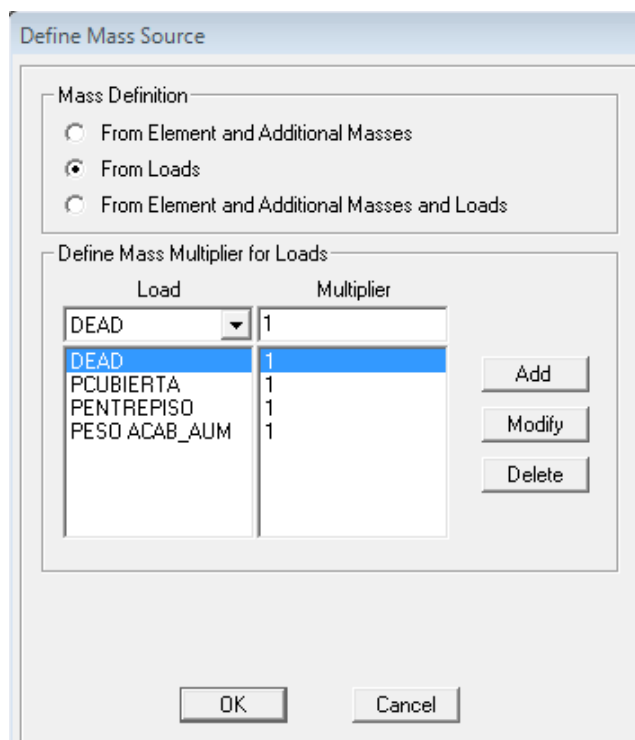 Define Mass Source
Mass Definition
From Element and Additional Masses
From Loads
From Element and Additional Masses and Loads
Define Mass Multiplier for Loads
Load Multiplier
DEAD 1
DEAD 1
PCUBIERTA 1
PENTREPISO 1
PESO ACAB_AUM 1
Add
Modify
Delete
OK Cancel